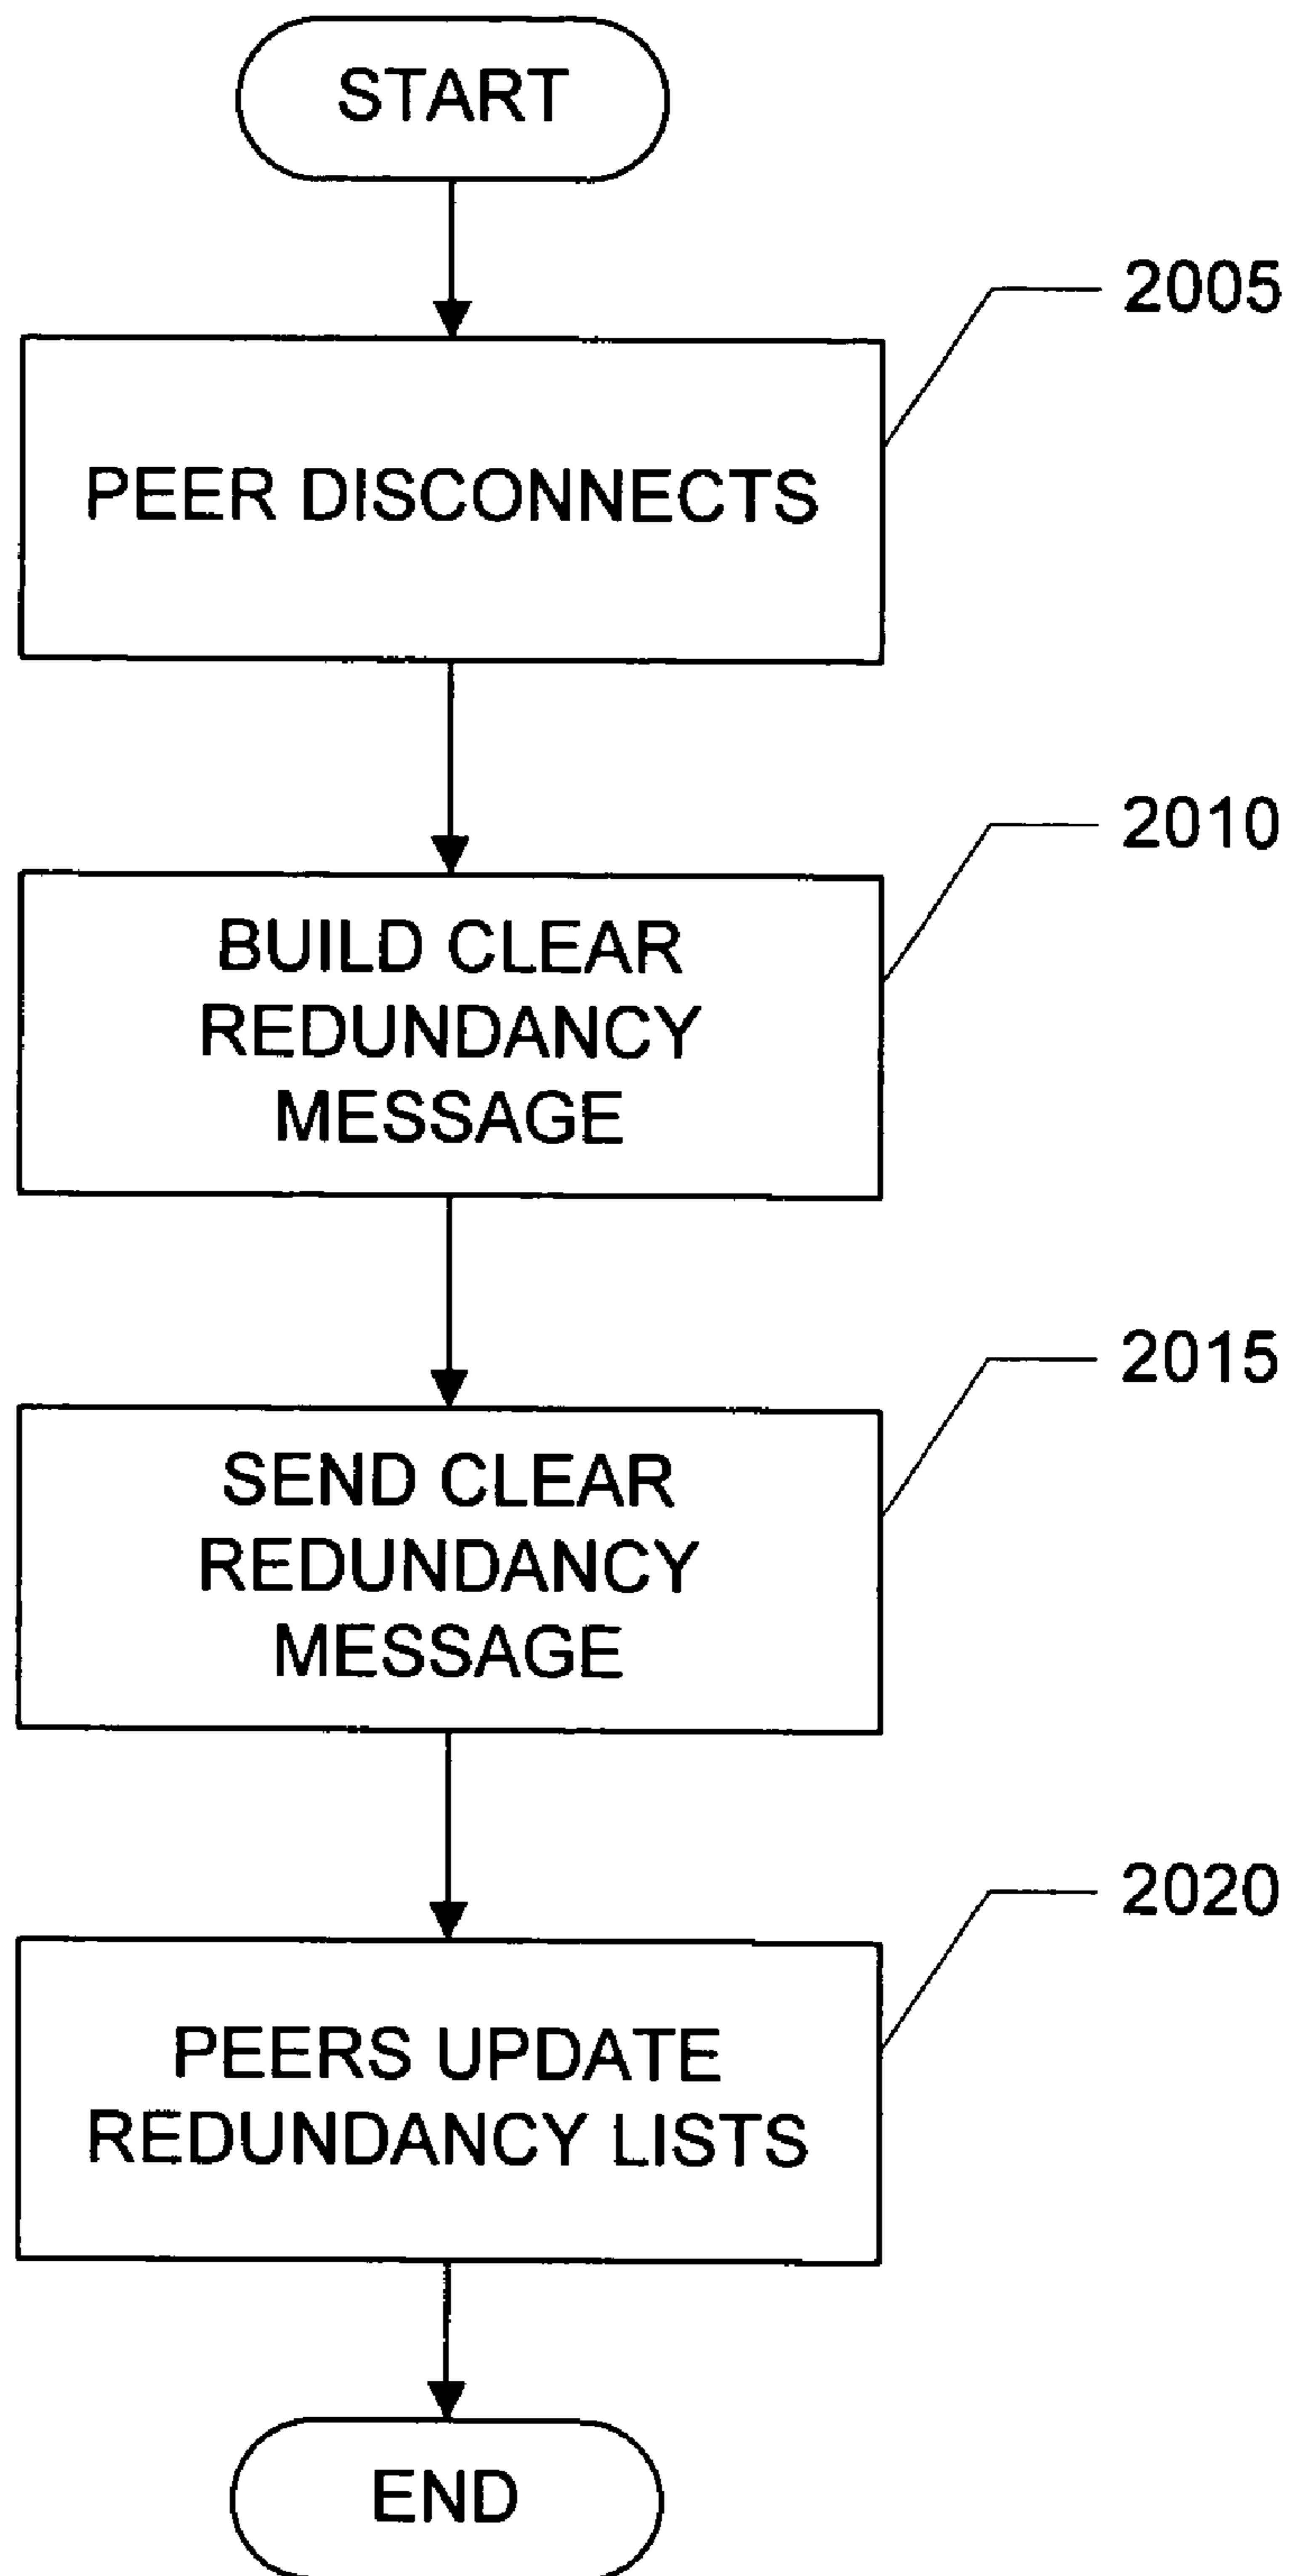 START
2005
PEER DISCONNECTS
2010
BUILD CLEAR
REDUNDANCY
MESSAGE
2015
SEND CLEAR
REDUNDANCY
MESSAGE
2020
PEERS UPDATE
REDUNDANCY LISTS
END